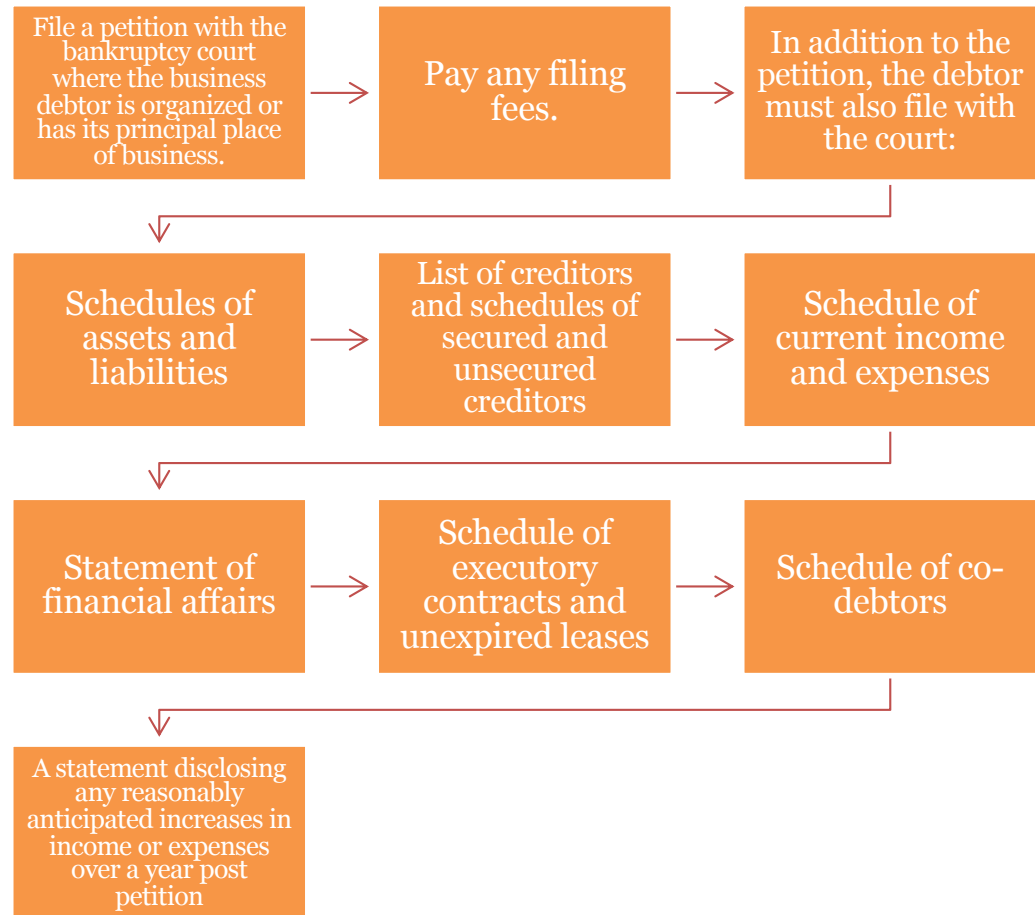 File a petition with the
bankruptcy court
where the business
debtor is organized or
has its principal place
of business.
Pay any filing
fees.
In addition to the
petition, the debtor
must also file with
the court:
Schedules of
assets and
liabilities
List of creditors
and schedules of
secured and
unsecured
creditors
Schedule of
current income
and expenses
Statement of
financial affairs
Schedule of
executory
contracts and
unexpired leases
Schedule of co-
debtors
A statement disclosing
any reasonably
anticipated increases in
income or expenses
over a year post
petition